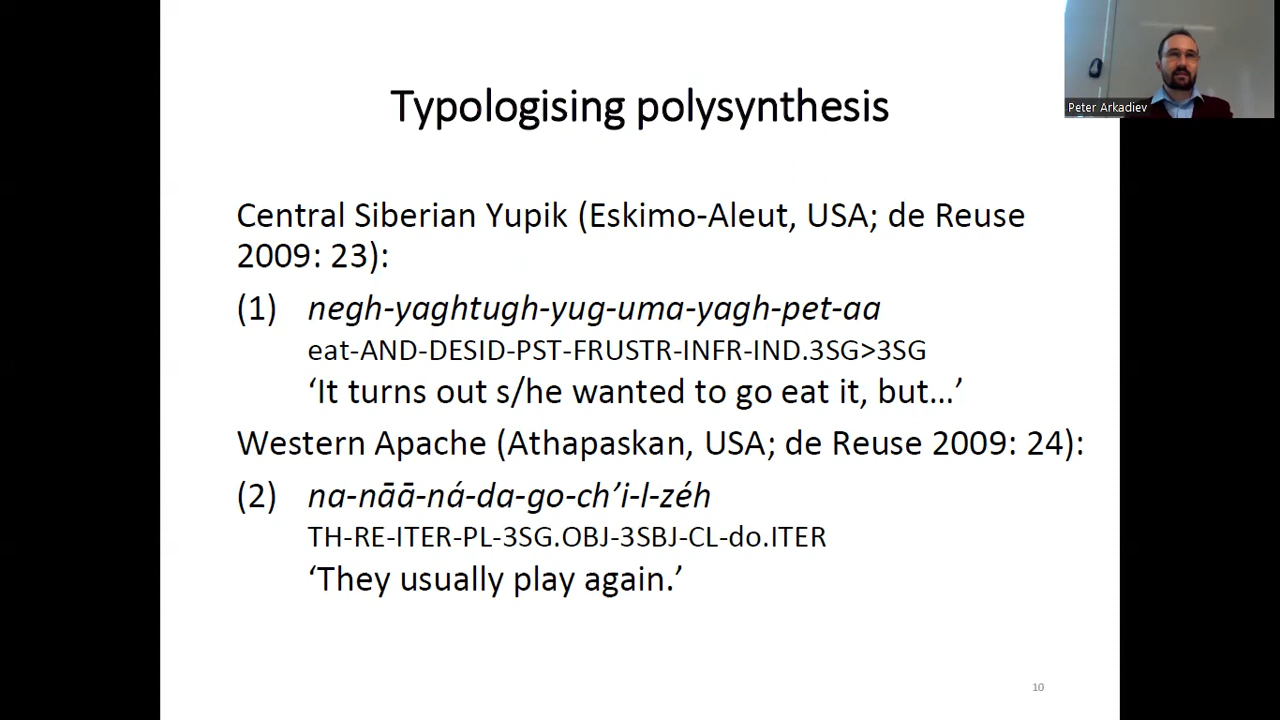 Typologising polysynthesis
Peter Arkadiev
Central Siberian Yupik (Eskimo-Aleut, USA; de Reuse
2009: 23):
(1) negh-yaghtugh-yug-uma-yagh-pet-aa
eat-AND-DESID-PST-FRUSTR-INFR-IND.3SG>3SG
‘It turns out s/he wanted to go eat it, but…’
Western Apache (Athapaskan, USA; de Reuse 2009: 24):
(2) na-nāā-ná-da-go-ch’i-l-zéh
TH-RE-ITER-PL-3SG.OBJ-3SBJ-CL-do.ITER
‘They usually play again.’
10